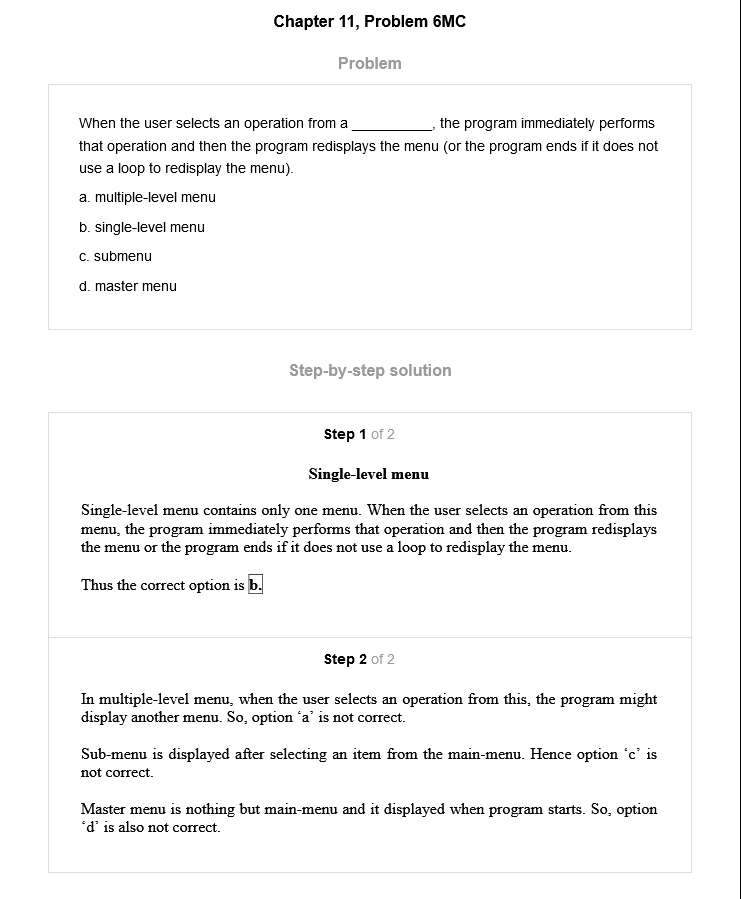 Chapter 11, Problem 6MC
Problem
When the user selects an operation from a __________, the program immediately performs
that operation and then the program redisplays the menu (or the program ends if it does not
use a loop to redisplay the menu).
a. multiple-level menu
b. single-level menu
c. submenu
d. master menu
Step-by-step solution
Step 1 of 2
Single-level menu
Single-level menu contains only one menu. When the user selects an operation from this
menu, the program immediately performs that operation and then the program redisplays
the menu or the program ends if it does not use a loop to redisplay the menu.
Thus the correct option is b.
Step 2 of 2
In multiple-level menu, when the user selects an operation from this, the program might
display another menu. So, option ‘a’ is not correct.
Sub-menu is displayed after selecting an item from the main-menu. Hence option ‘c’ is
not correct.
Master menu is nothing but main-menu and it displayed when program starts. So, option
‘d’ is also not correct.